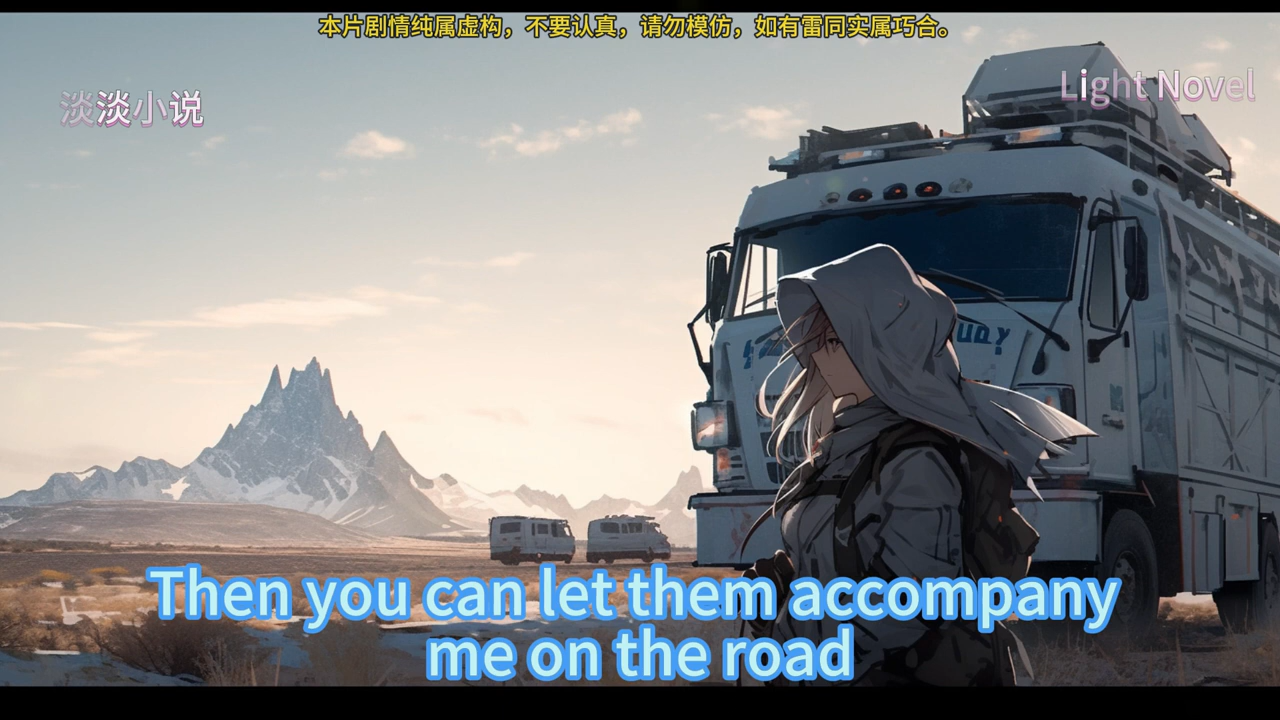 本片剧情纯属虚构，不要认真，请勿模仿，如有雷同实属巧合。
淡淡小说
Light Novel
Then you can let them accompany
me on the road